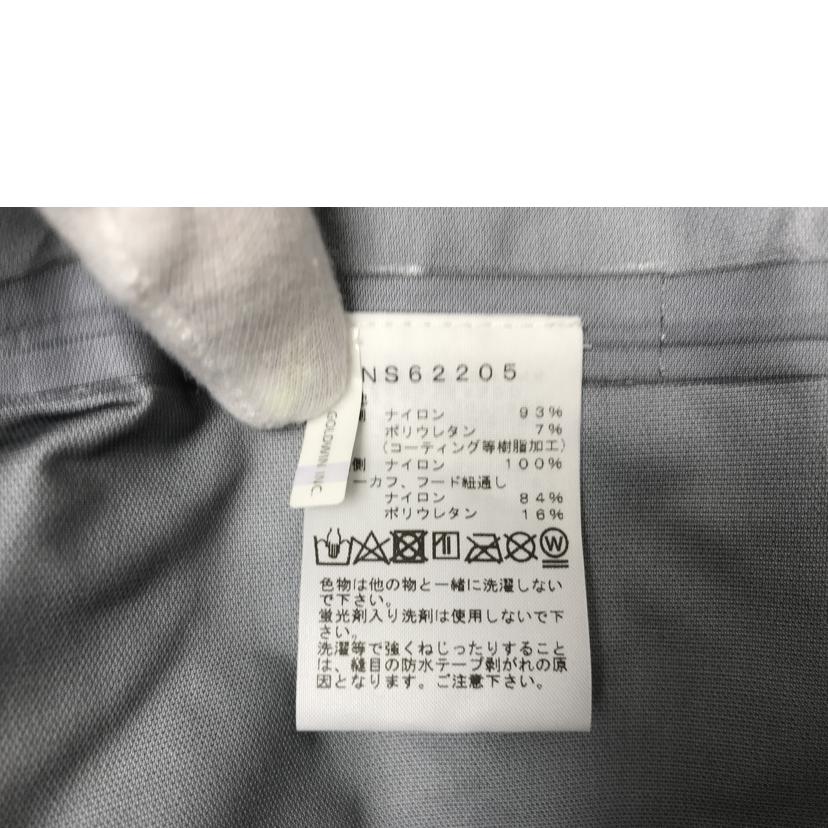 NS62205
ナイロン 93%
ポリウレタン 7%
(コーティング等樹脂加工)
側 ナイロン 100%
ーカフ、フード紐通し
ナイロン 84%
ポリウレタン 16%
GOLDWIN INC.
W
色物は他の物と一緒に洗濯しない
で下さい。
蛍光剤入り洗剤は使用しないで下
さい。
洗濯等で強くねじったりすること
は、縫目の防水テープ剥がれの原
因となります。ご注意下さい。